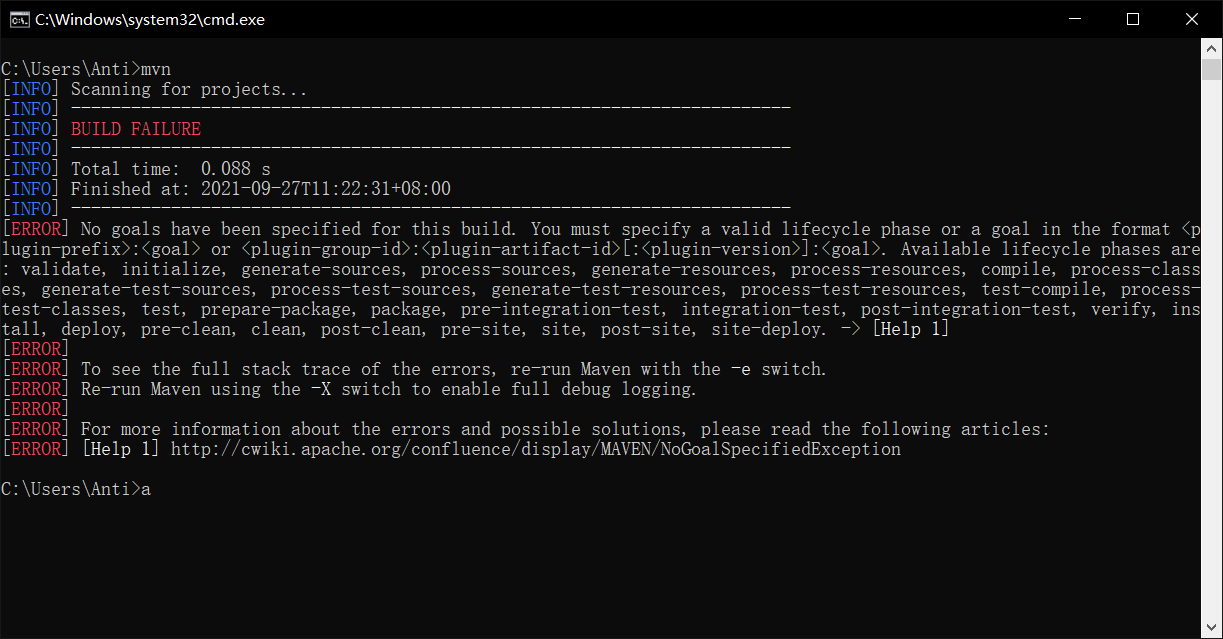 C:\Windows\system32\cmd.exe
C:\Users\Anti>mvn
[INFO] Scanning for projects...
[INFO] ------------------------------------------------------------------------
[INFO] BUILD FAILURE
[INFO] ------------------------------------------------------------------------
[INFO] Total time:  0.088 s
[INFO] Finished at: 2021-09-27T11:22:31+08:00
[INFO] ------------------------------------------------------------------------
[ERROR] No goals have been specified for this build. You must specify a valid lifecycle phase or a goal in the format <p
lugin-prefix>:<goal> or <plugin-group-id>:<plugin-artifact-id>[:<plugin-version>]:<goal>. Available lifecycle phases are
: validate, initialize, generate-sources, process-sources, generate-resources, process-resources, compile, process-class
es, generate-test-sources, process-test-sources, generate-test-resources, process-test-resources, test-compile, process-
test-classes, test, prepare-package, package, pre-integration-test, integration-test, post-integration-test, verify, ins
tall, deploy, pre-clean, clean, post-clean, pre-site, site, post-site, site-deploy. -> [Help 1]
[ERROR]
[ERROR] To see the full stack trace of the errors, re-run Maven with the -e switch.
[ERROR] Re-run Maven using the -X switch to enable full debug logging.
[ERROR]
[ERROR] For more information about the errors and possible solutions, please read the following articles:
[ERROR] [Help 1] http://cwiki.apache.org/confluence/display/MAVEN/NoGoalSpecifiedException
C:\Users\Anti>a